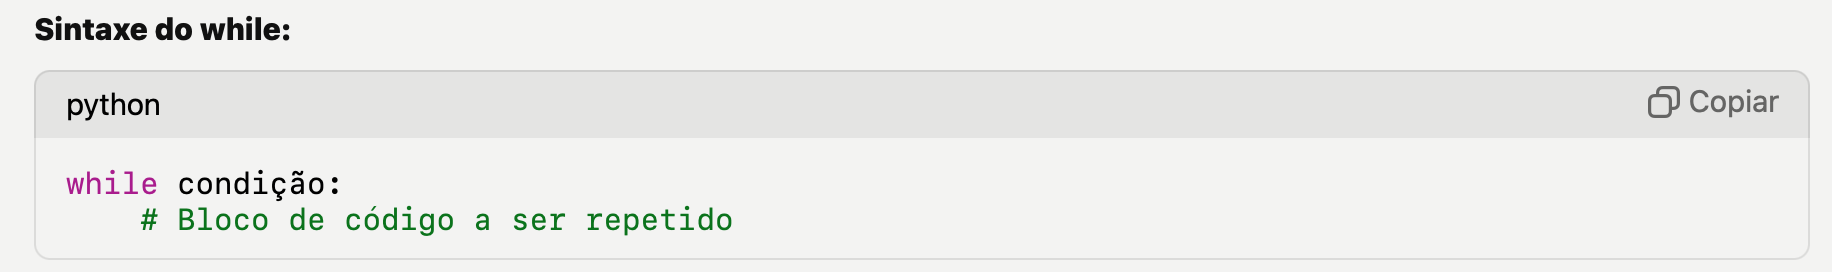 Sintaxe do while:
python
Copiar
while condição:
    # Bloco de código a ser repetido